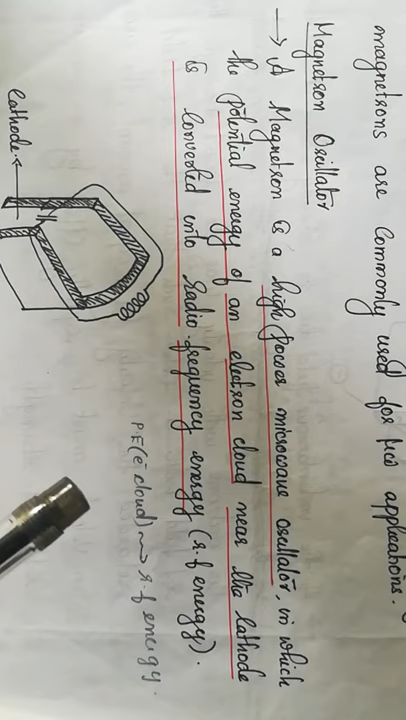 magnetrons are commonly used for MW applications.
Magnetron Oscillator
→ A Magnetron is a high power microwave oscillator, in which
the potential energy of an electron cloud near the cathode
is converted into radio frequency energy (r.f energy).
P.E(e⁻ cloud) ⟿ r.f energy.
Cathode ←